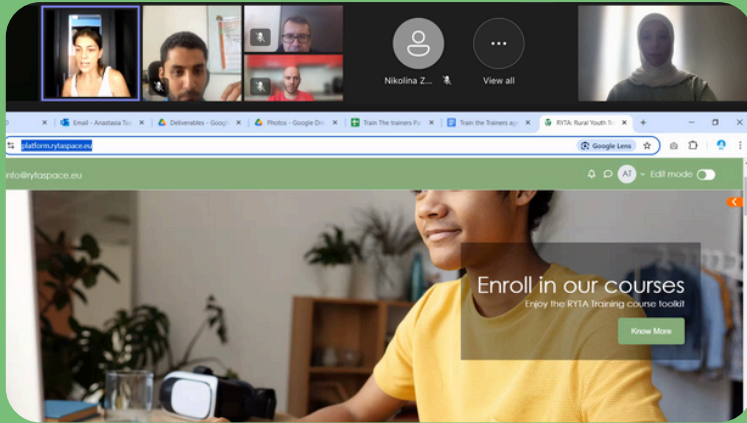 Nikolina Z...
View all
Email - Anastasia To
Deliverables - Googl
Photos - Google Dri
Train The trainers Pa
Train the Trainers ag
RYTA: Rural Youth T
platform.rytaspace.eu
Google Lens
info@rytaspace.eu
AT
Edit mode
Enroll in our courses
Enjoy the RYTA Training course toolkit
Know More